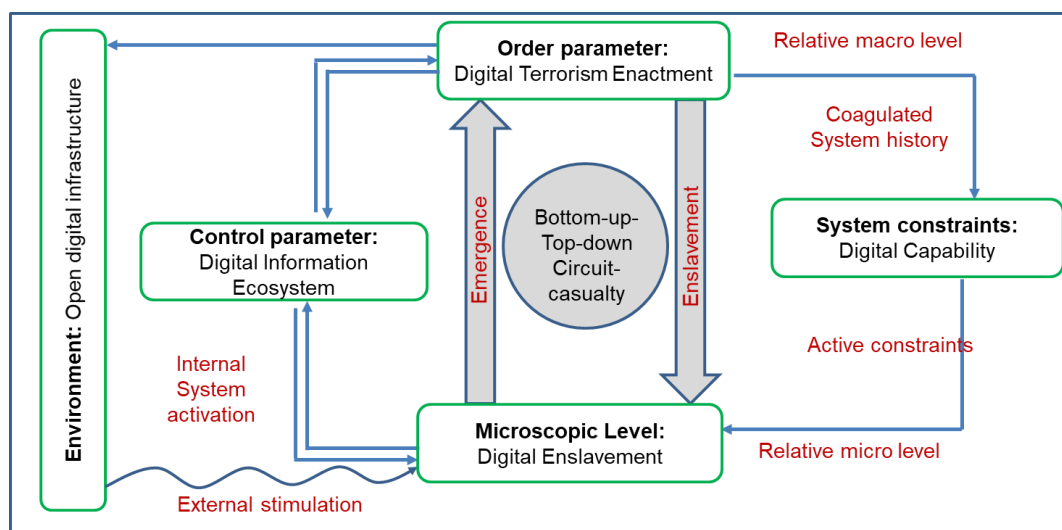 Environment: Open digital infrastructure
Order parameter:
Digital Terrorism Enactment
Relative macro level
Coagulated
System history
System constraints:
Digital Capability
Active constraints
Relative micro level
Control parameter:
Digital Information
Ecosystem
Emergence
Bottom-up-
Top-down
Circuit-
casualty
Enslavement
Internal
System
activation
Microscopic Level:
Digital Enslavement
External stimulation